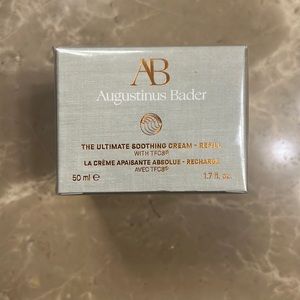 AB
Augustinus Bader
THE ULTIMATE SOOTHING CREAM - REFILL
WITH TFC8®
LA CRÈME APAISANTE ABSOLUE - RECHARGE
AVEC TFC8®
50 ml ℮ 1.7 fl. oz.